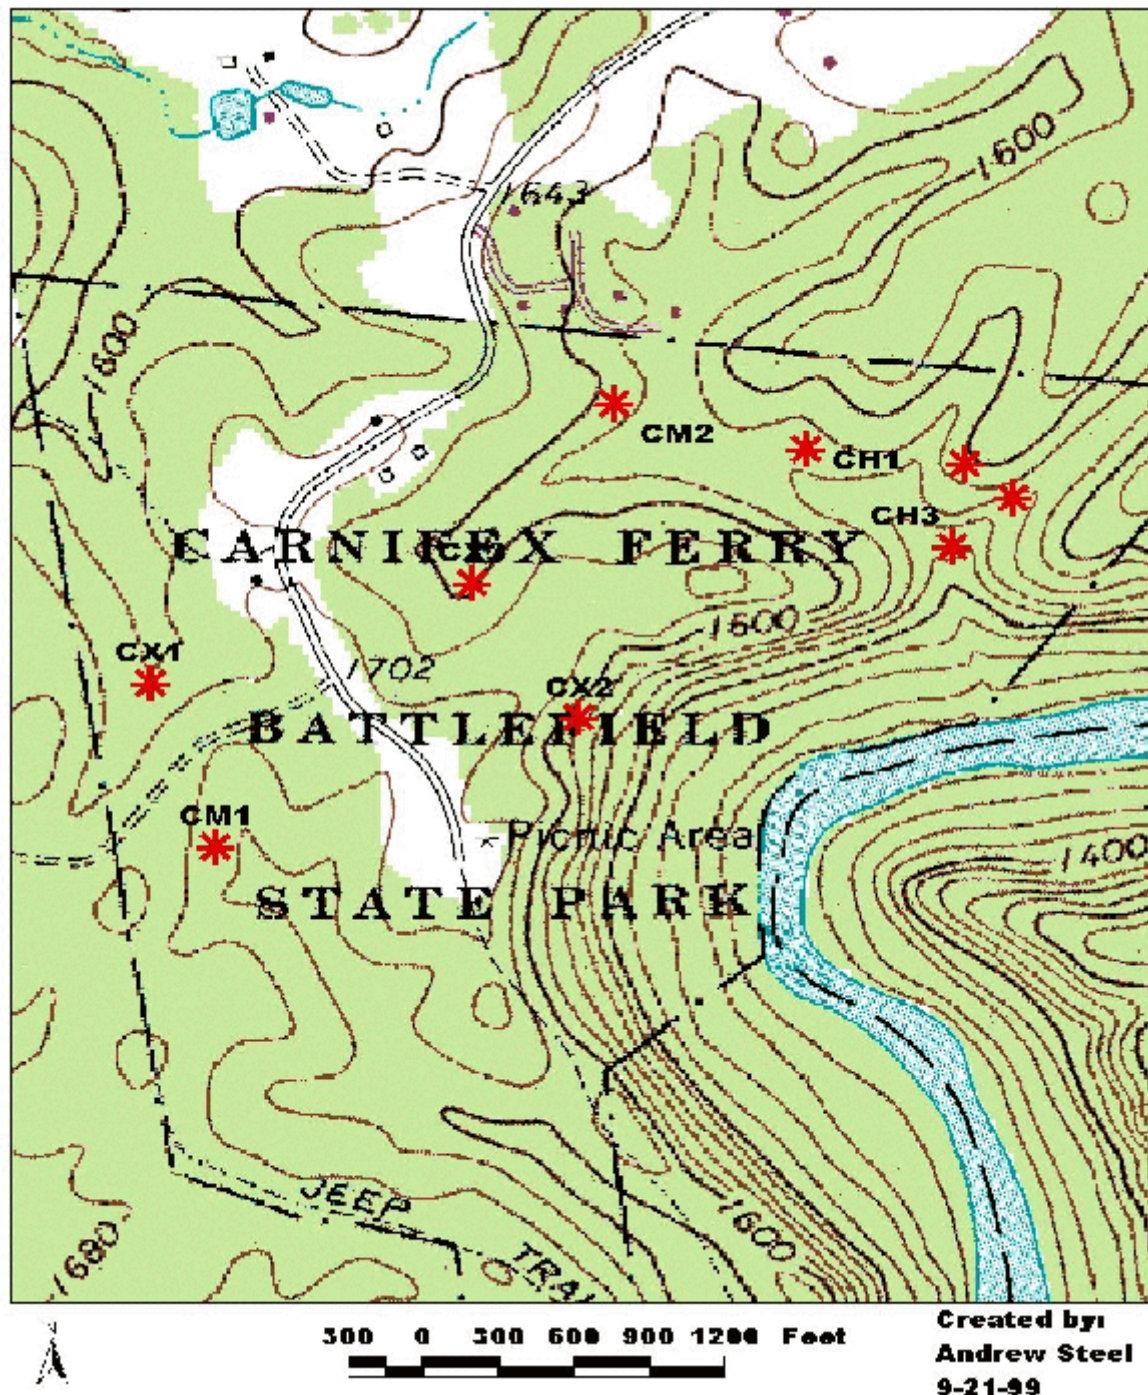 1643
1600
1600
CM2
CH1
CH3
CARNIFEX FERRY
1600
CX1
1702
CX2
BATTLEFIELD
CM1
Picnic Area
1400
STATE PARK
JEEP
1600
1680
TRAI
300 0 300 600 900 1200 Feet
Created by:
Andrew Steel
9-21-99